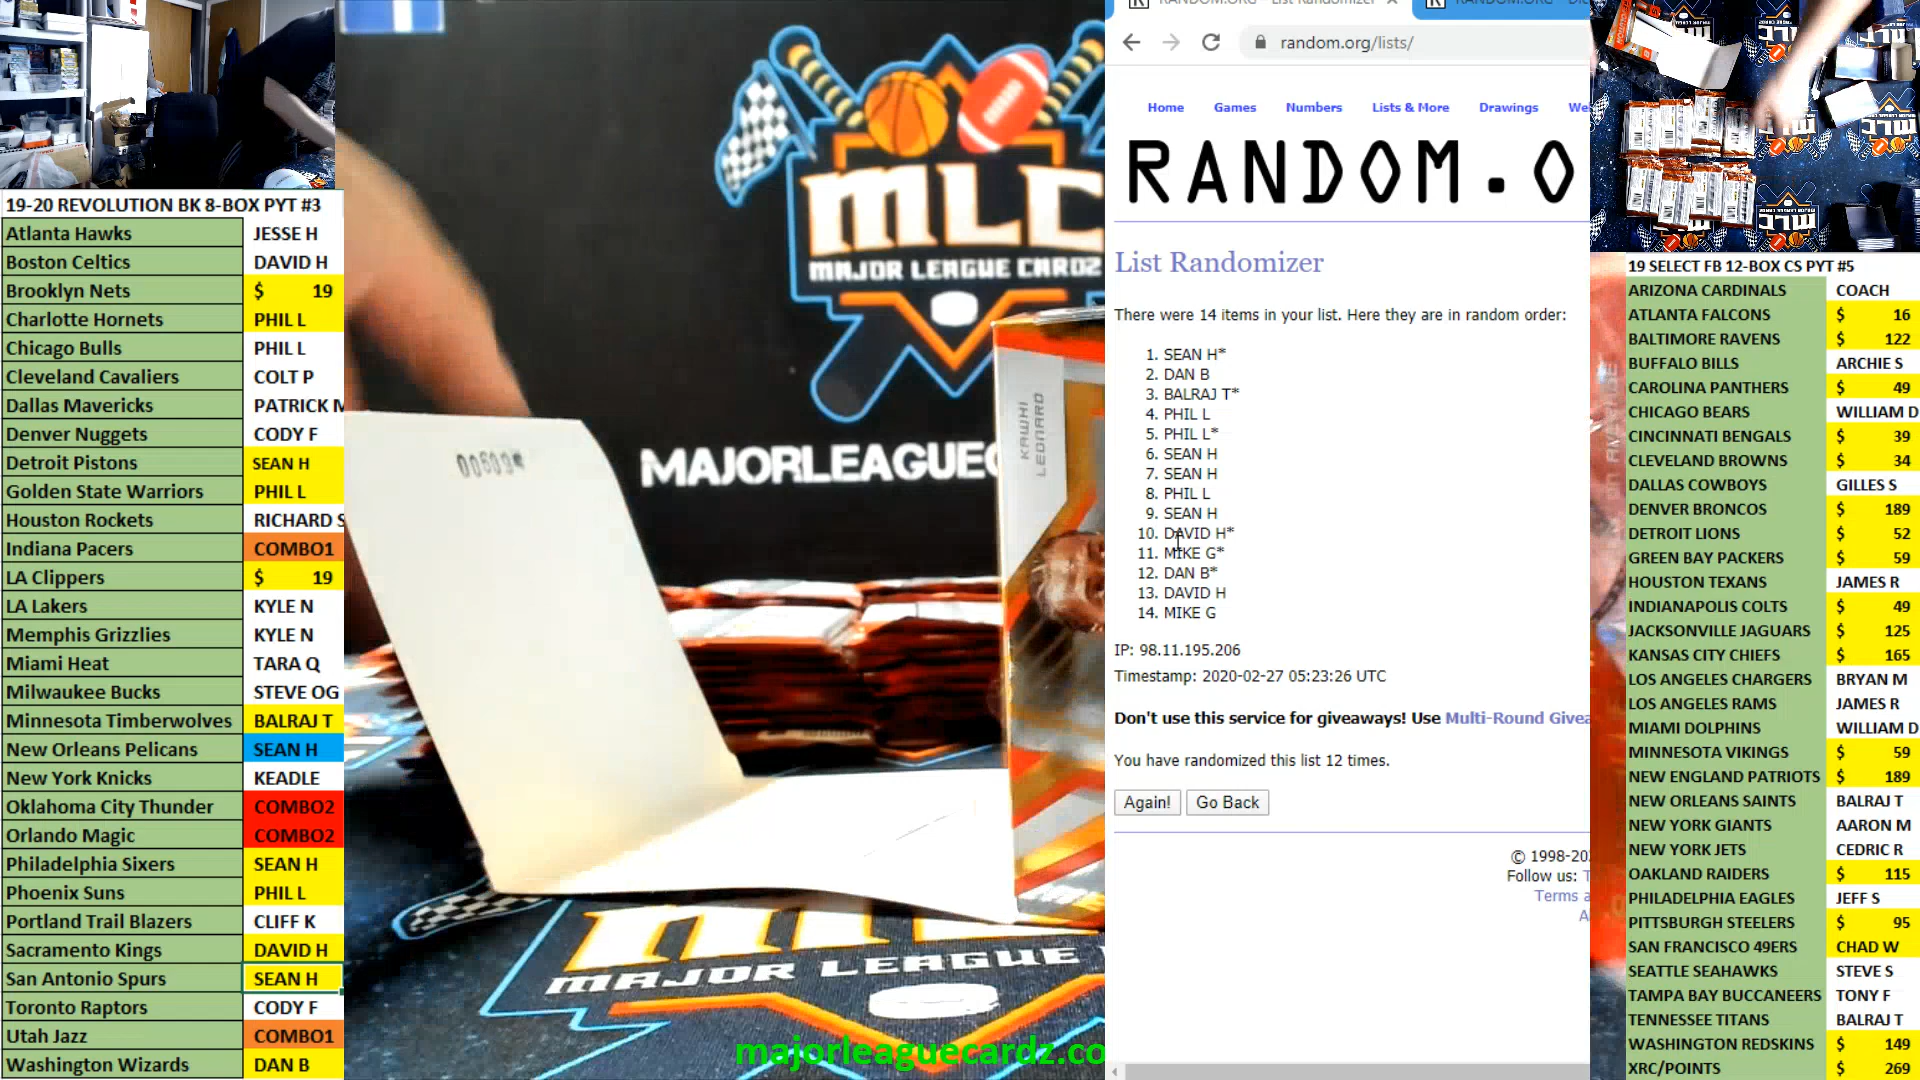 19-20 REVOLUTION BK 8-BOX PYT #3
Atlanta Hawks JESSE H
Boston Celtics DAVID H
Brooklyn Nets $ 19
Charlotte Hornets PHIL L
Chicago Bulls PHIL L
Cleveland Cavaliers COLT P
Dallas Mavericks PATRICK M
Denver Nuggets CODY F
Detroit Pistons SEAN H
Golden State Warriors PHIL L
Houston Rockets RICHARD S
Indiana Pacers COMBO1
LA Clippers $ 19
LA Lakers KYLE N
Memphis Grizzlies KYLE N
Miami Heat TARA Q
Milwaukee Bucks STEVE OG
Minnesota Timberwolves BALRAJ T
New Orleans Pelicans SEAN H
New York Knicks KEADLE
Oklahoma City Thunder COMBO2
Orlando Magic COMBO2
Philadelphia Sixers SEAN H
Phoenix Suns PHIL L
Portland Trail Blazers CLIFF K
Sacramento Kings DAVID H
San Antonio Spurs SEAN H
Toronto Raptors CODY F
Utah Jazz COMBO1
Washington Wizards DAN B
MLC
MAJOR LEAGUE CARDZ
MAJORLEAGUEC
KAWHI
LEONARD
MAJOR LEAGUE
majorleaguecardz.co
RANDOM.ORG - List Randomizer
random.org/lists/
Home Games Numbers Lists & More Drawings We
RANDOM.O
List Randomizer
There were 14 items in your list. Here they are in random order:
1. SEAN H*
2. DAN B
3. BALRAJ T*
4. PHIL L
5. PHIL L*
6. SEAN H
7. SEAN H
8. PHIL L
9. SEAN H
10. DAVID H*
11. MIKE G*
12. DAN B*
13. DAVID H
14. MIKE G
IP: 98.11.195.206
Timestamp: 2020-02-27 05:23:26 UTC
Don't use this service for giveaways! Use Multi-Round Givea
You have randomized this list 12 times.
Again! Go Back
© 1998-20
Follow us: T
Terms a
A
MLC
19 SELECT FB 12-BOX CS PYT #5
ARIZONA CARDINALS COACH
ATLANTA FALCONS $ 16
BALTIMORE RAVENS $ 122
BUFFALO BILLS ARCHIE S
CAROLINA PANTHERS $ 49
CHICAGO BEARS WILLIAM D
CINCINNATI BENGALS $ 39
CLEVELAND BROWNS $ 34
DALLAS COWBOYS GILLES S
DENVER BRONCOS $ 189
DETROIT LIONS $ 52
GREEN BAY PACKERS $ 59
HOUSTON TEXANS JAMES R
INDIANAPOLIS COLTS $ 49
JACKSONVILLE JAGUARS $ 125
KANSAS CITY CHIEFS $ 165
LOS ANGELES CHARGERS BRYAN M
LOS ANGELES RAMS JAMES R
MIAMI DOLPHINS WILLIAM D
MINNESOTA VIKINGS $ 59
NEW ENGLAND PATRIOTS $ 189
NEW ORLEANS SAINTS BALRAJ T
NEW YORK GIANTS AARON M
NEW YORK JETS CEDRIC R
OAKLAND RAIDERS $ 115
PHILADELPHIA EAGLES JEFF S
PITTSBURGH STEELERS $ 95
SAN FRANCISCO 49ERS CHAD W
SEATTLE SEAHAWKS STEVE S
TAMPA BAY BUCCANEERS TONY F
TENNESSEE TITANS BALRAJ T
WASHINGTON REDSKINS $ 149
XRC/POINTS $ 269